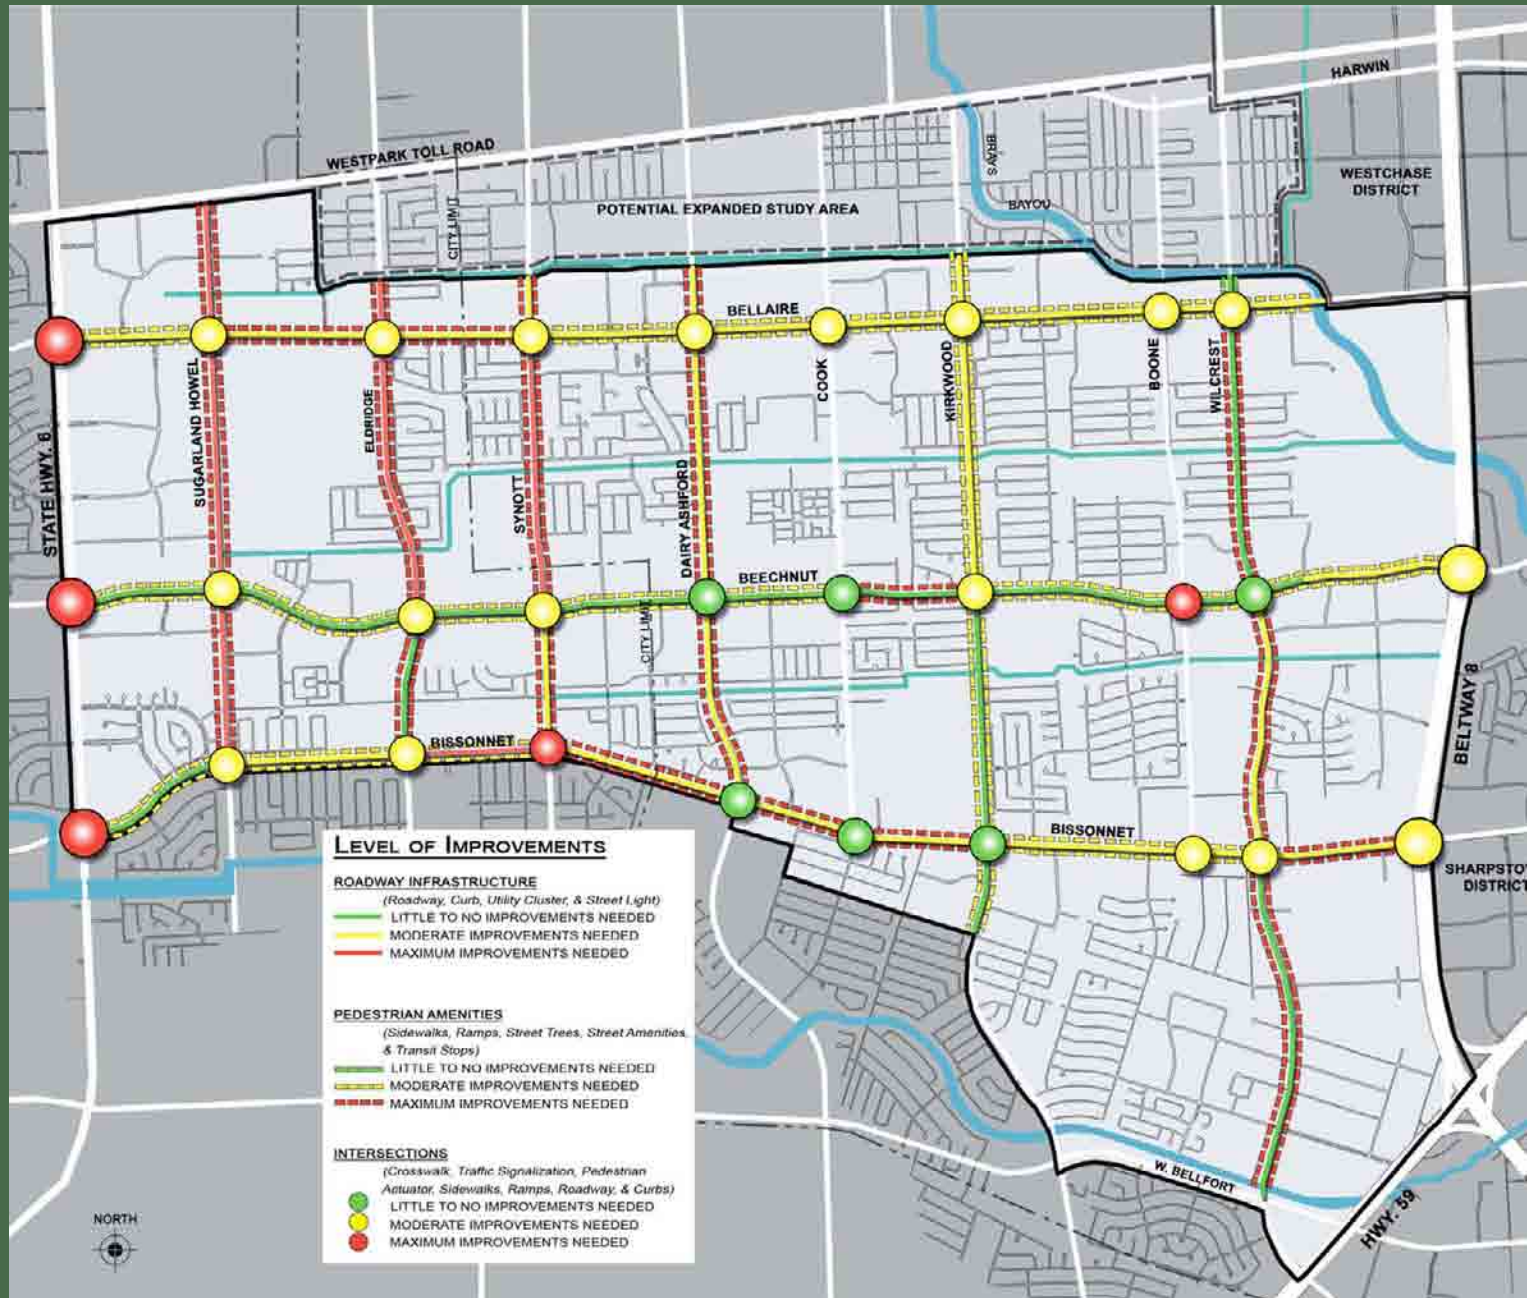 HARWIN
WESTPARK TOLL ROAD
BRAYS
BAYOU
WESTCHASE
DISTRICT
POTENTIAL EXPANDED STUDY AREA
CITY LIMIT
BELLAIRE
SUGARLAND HOWEL
ELDRIDGE
COOK
KIRKWOOD
BOONE
WILCREST
STATE HWY. 6
SYNOTT
DAIRY ASHFORD
BEECHNUT
CITY LIMIT
BELTWAY 8
BISSONNET
BISSONNET
SHARPSTO
DISTRICT
LEVEL OF IMPROVEMENTS
ROADWAY INFRASTRUCTURE
(Roadway, Curb, Utility Cluster, & Street Light)
LITTLE TO NO IMPROVEMENTS NEEDED
MODERATE IMPROVEMENTS NEEDED
MAXIMUM IMPROVEMENTS NEEDED
PEDESTRIAN AMENITIES
(Sidewalks, Ramps, Street Trees, Street Amenities,
& Transit Stops)
LITTLE TO NO IMPROVEMENTS NEEDED
MODERATE IMPROVEMENTS NEEDED
MAXIMUM IMPROVEMENTS NEEDED
INTERSECTIONS
(Crosswalk, Traffic Signalization, Pedestrian
Actuator, Sidewalks, Ramps, Roadway, & Curbs)
LITTLE TO NO IMPROVEMENTS NEEDED
MODERATE IMPROVEMENTS NEEDED
MAXIMUM IMPROVEMENTS NEEDED
W. BELLFORT
HWY. 59
NORTH